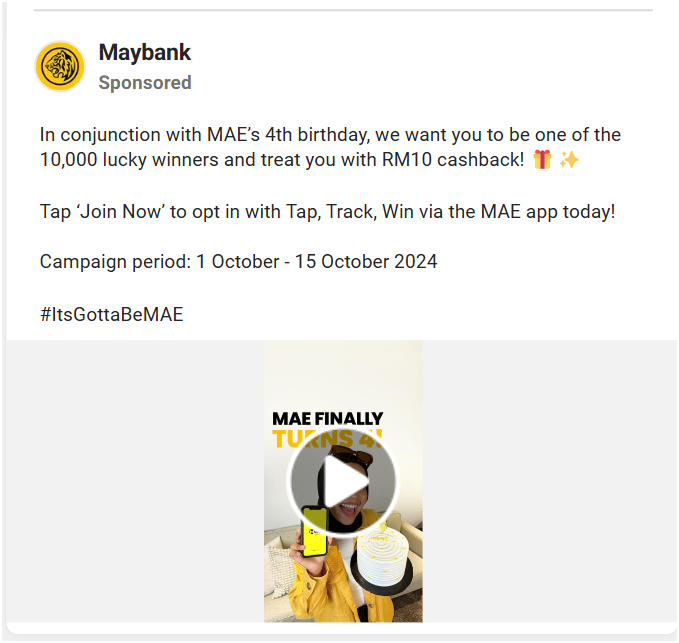 Maybank
Sponsored
In conjunction with MAE’s 4th birthday, we want you to be one of the
10,000 lucky winners and treat you with RM10 cashback! 🎁 ✨
Tap ‘Join Now’ to opt in with Tap, Track, Win via the MAE app today!
Campaign period: 1 October - 15 October 2024
#ItsGottaBeMAE
MAE FINALLY
TURNS 4!